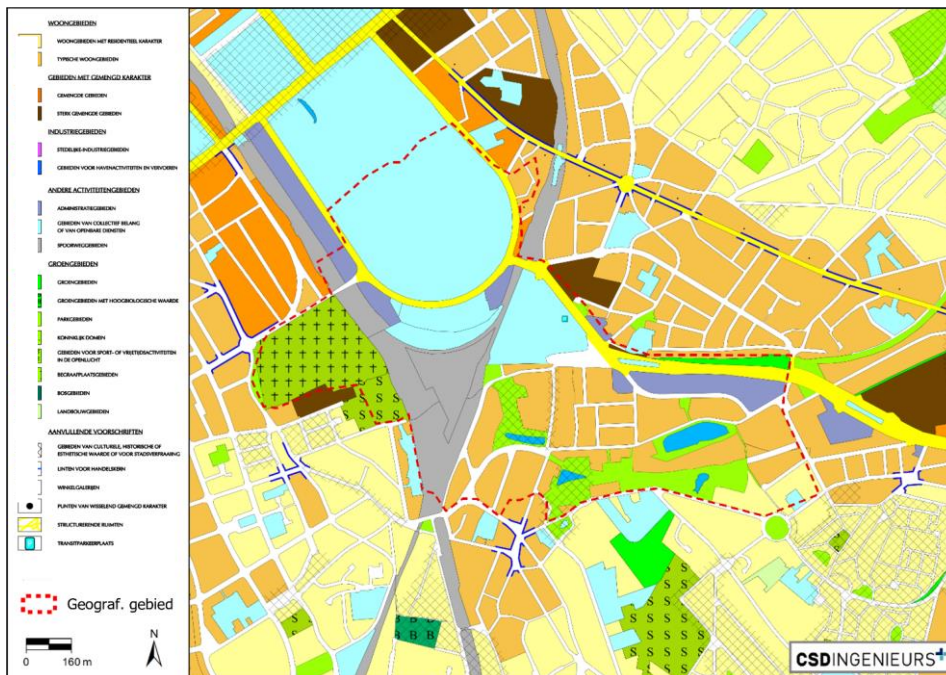 WOONGEBIEDEN
WOONGEBIEDEN MET RESIDENTIEEL KARAKTER
TYPISCHE WOONGEBIEDEN
GEBIEDEN MET GEMENGD KARAKTER
GEMENGDE GEBIEDEN
STERK GEMENGDE GEBIEDEN
INDUSTRIEGEBIEDEN
STEDELIJKE-INDUSTRIEGEBIEDEN
GEBIEDEN VOOR HAVENACTIVITEITEN EN VERVOEREN
ANDERE ACTIVITEITENGEBIEDEN
ADMINISTRATIEGEBIEDEN
GEBIEDEN VAN COLLECTIEF BELANG
OF VAN OPENBARE DIENSTEN
SPOORWEGGEBIEDEN
GROENGEBIEDEN
GROENGEBIEDEN
GROENGEBIEDEN MET HOOGBIOLOGISCHE WAARDE
PARKGEBIEDEN
KONINKLIJK DOMEIN
GEBIEDEN VOOR SPORT- OF VRIJETIJDSACTIVITEITEN
IN DE OPENLUCHT
BEGRAAFPLAATSGEBIEDEN
BOSGEBIEDEN
LANDBOUWGEBIEDEN
AANVULLENDE VOORSCHRIFTEN
GEBIEDEN VAN CULTURELE, HISTORISCHE OF
ESTHETISCHE WAARDE OF VOOR STADSVERFRAAIING
LINTEN VOOR HANDELSKERN
WINKELGALERIJEN
PUNTEN VAN WISSELEND GEMENGD KARAKTER
STRUCTURERENDE RUIMTEN
P TRANSITPARKEERPLAATS
Geograf. gebied
N
0 160 m
S S
S S S
S S
B B
B B B
S S S
CSDINGENIEURS+